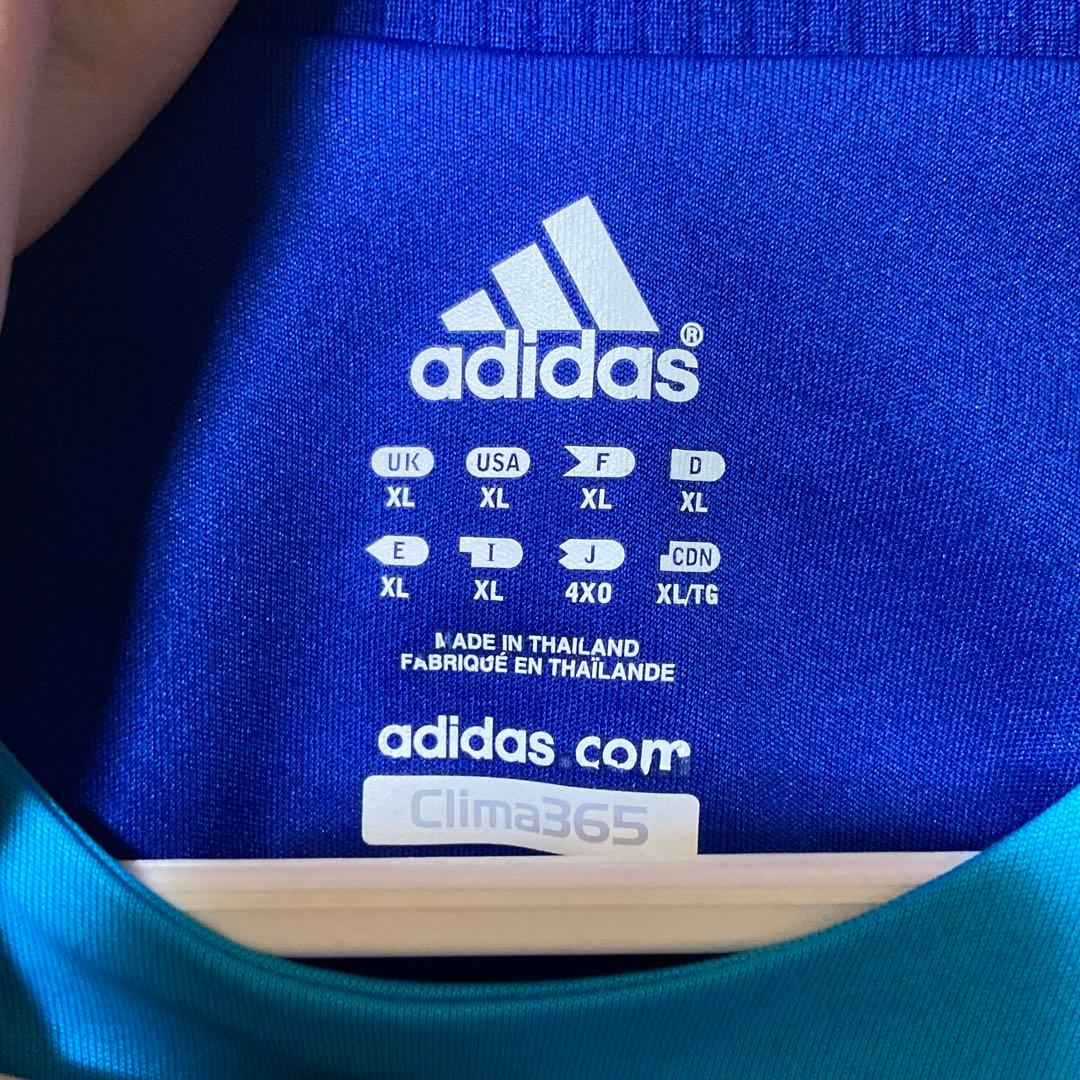 adidas®
UK USA F D
XL XL XL XL
E I J CDN
XL XL 4XO XL/TG
MADE IN THAILAND
FABRIQUÉ EN THAÏLANDE
adidas.com
Clima365